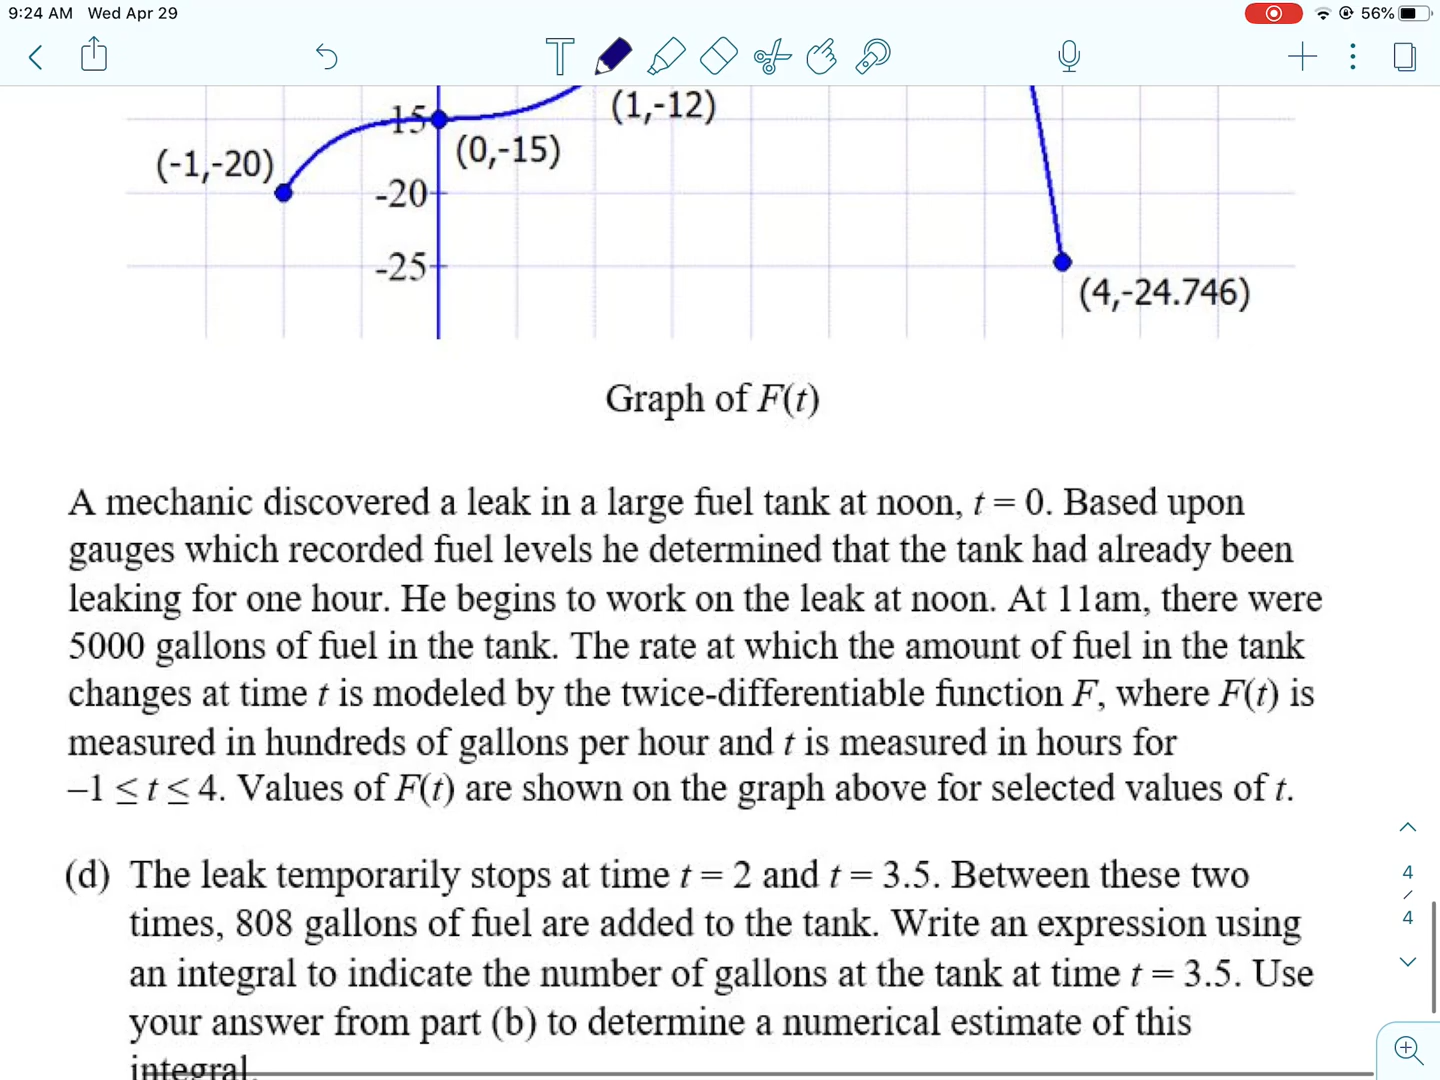 9:24 AM Wed Apr 29
56%
T
(1,-12)
15
(0,-15)
(-1,-20)
-20
-25
(4,-24.746)
Graph of F(t)
A mechanic discovered a leak in a large fuel tank at noon, t = 0. Based upon
gauges which recorded fuel levels he determined that the tank had already been
leaking for one hour. He begins to work on the leak at noon. At 11am, there were
5000 gallons of fuel in the tank. The rate at which the amount of fuel in the tank
changes at time t is modeled by the twice-differentiable function F, where F(t) is
measured in hundreds of gallons per hour and t is measured in hours for
–1 ≤ t ≤ 4. Values of F(t) are shown on the graph above for selected values of t.
(d) The leak temporarily stops at time t = 2 and t = 3.5. Between these two
times, 808 gallons of fuel are added to the tank. Write an expression using
an integral to indicate the number of gallons at the tank at time t = 3.5. Use
your answer from part (b) to determine a numerical estimate of this
integral.
4
/
4